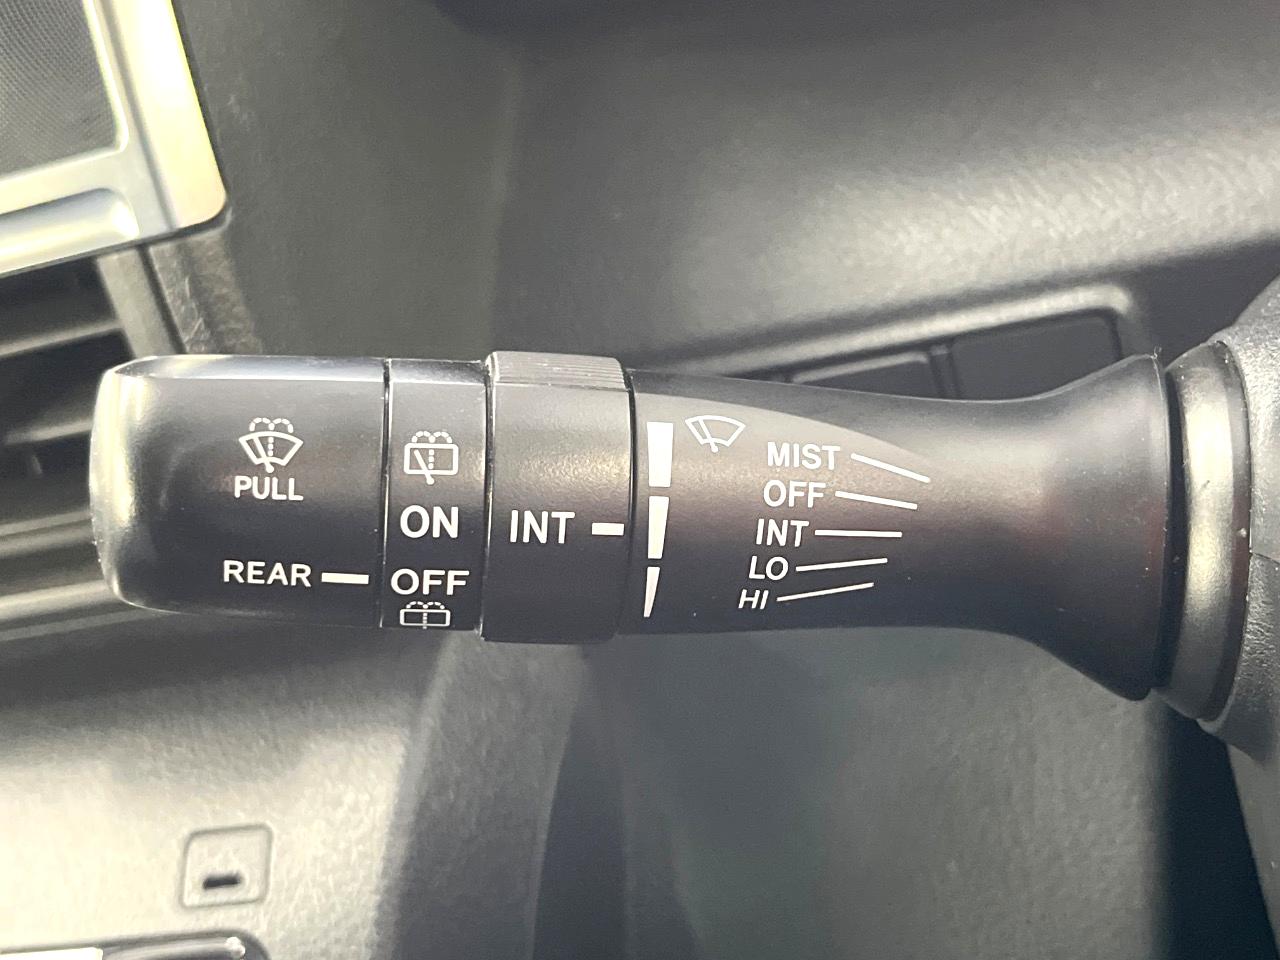 PULL
REAR
ON
OFF
INT
MIST
OFF
INT
LO
HI